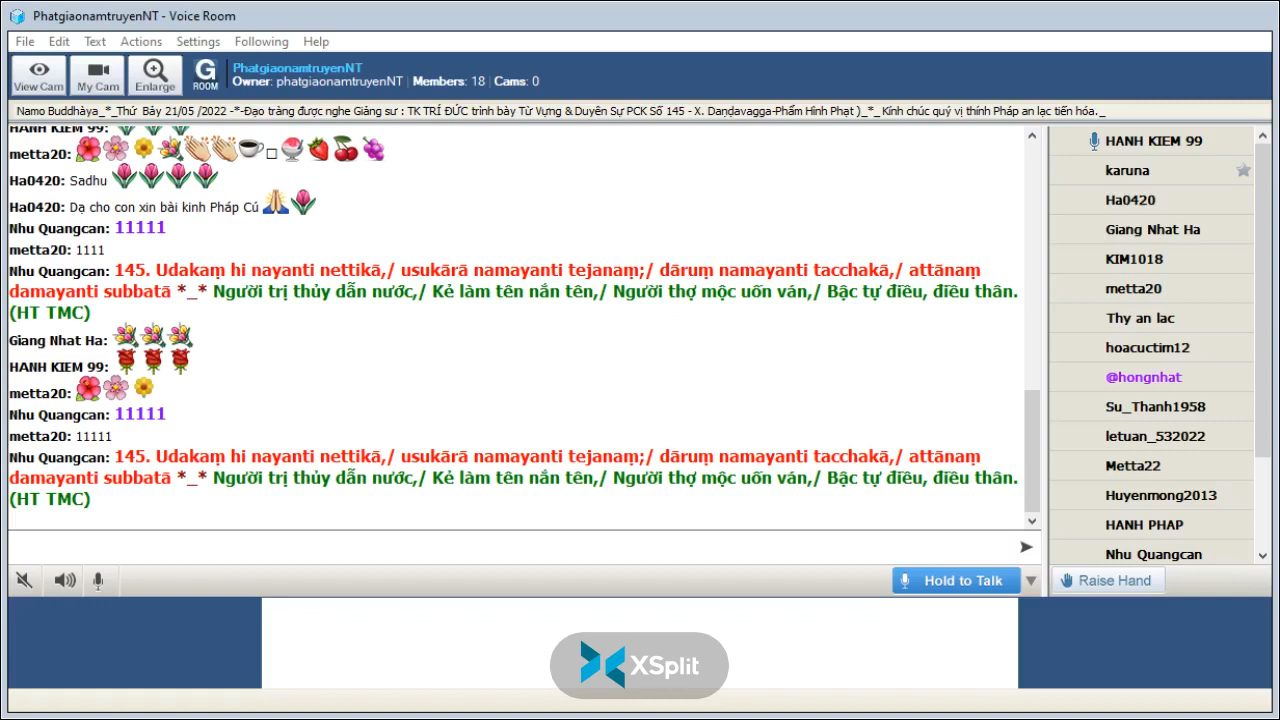 PhatgiaonamtruyenNT - Voice Room
File Edit Text Actions Settings Following Help
View Cam My Cam Enlarge G ROOM
PhatgiaonamtruyenNT
Owner: phatgiaonamtruyenNT | Members: 18 | Cams: 0
Namo Buddhàya_*_Thứ Bảy 21/05 /2022 -*-Đạo tràng được nghe Giảng sư : TK TRÍ ĐỨC trình bày Từ Vựng & Duyên Sự PCK Số 145 - X. Daṇḍavagga-Phẩm Hình Phạt )_*_Kính chúc quý vị thính Pháp an lạc tiến hóa._
HANH KIEM 99:
metta20:
Ha0420: Sadhu
Ha0420: Dạ cho con xin bài kinh Pháp Cú
Nhu Quangcan: 11111
metta20: 1111
Nhu Quangcan: 145. Udakaṃ hi nayanti nettikā,/ usukārā namayanti tejanaṃ;/ dāruṃ namayanti tacchakā,/ attānaṃ
damayanti subbatā *_* Người trị thủy dẫn nước,/ Kẻ làm tên nắn tên,/ Người thợ mộc uốn ván,/ Bậc tự điều, điều thân.
(HT TMC)
Giang Nhat Ha:
HANH KIEM 99:
metta20:
Nhu Quangcan: 11111
metta20: 11111
Nhu Quangcan: 145. Udakaṃ hi nayanti nettikā,/ usukārā namayanti tejanaṃ;/ dāruṃ namayanti tacchakā,/ attānaṃ
damayanti subbatā *_* Người trị thủy dẫn nước,/ Kẻ làm tên nắn tên,/ Người thợ mộc uốn ván,/ Bậc tự điều, điều thân.
(HT TMC)
HANH KIEM 99
karuna
Ha0420
Giang Nhat Ha
KIM1018
metta20
Thy an lac
hoacuctim12
@hongnhat
Su_Thanh1958
letuan_532022
Metta22
Huyenmong2013
HANH PHAP
Nhu Quangcan
Hold to Talk
Raise Hand
XSplit